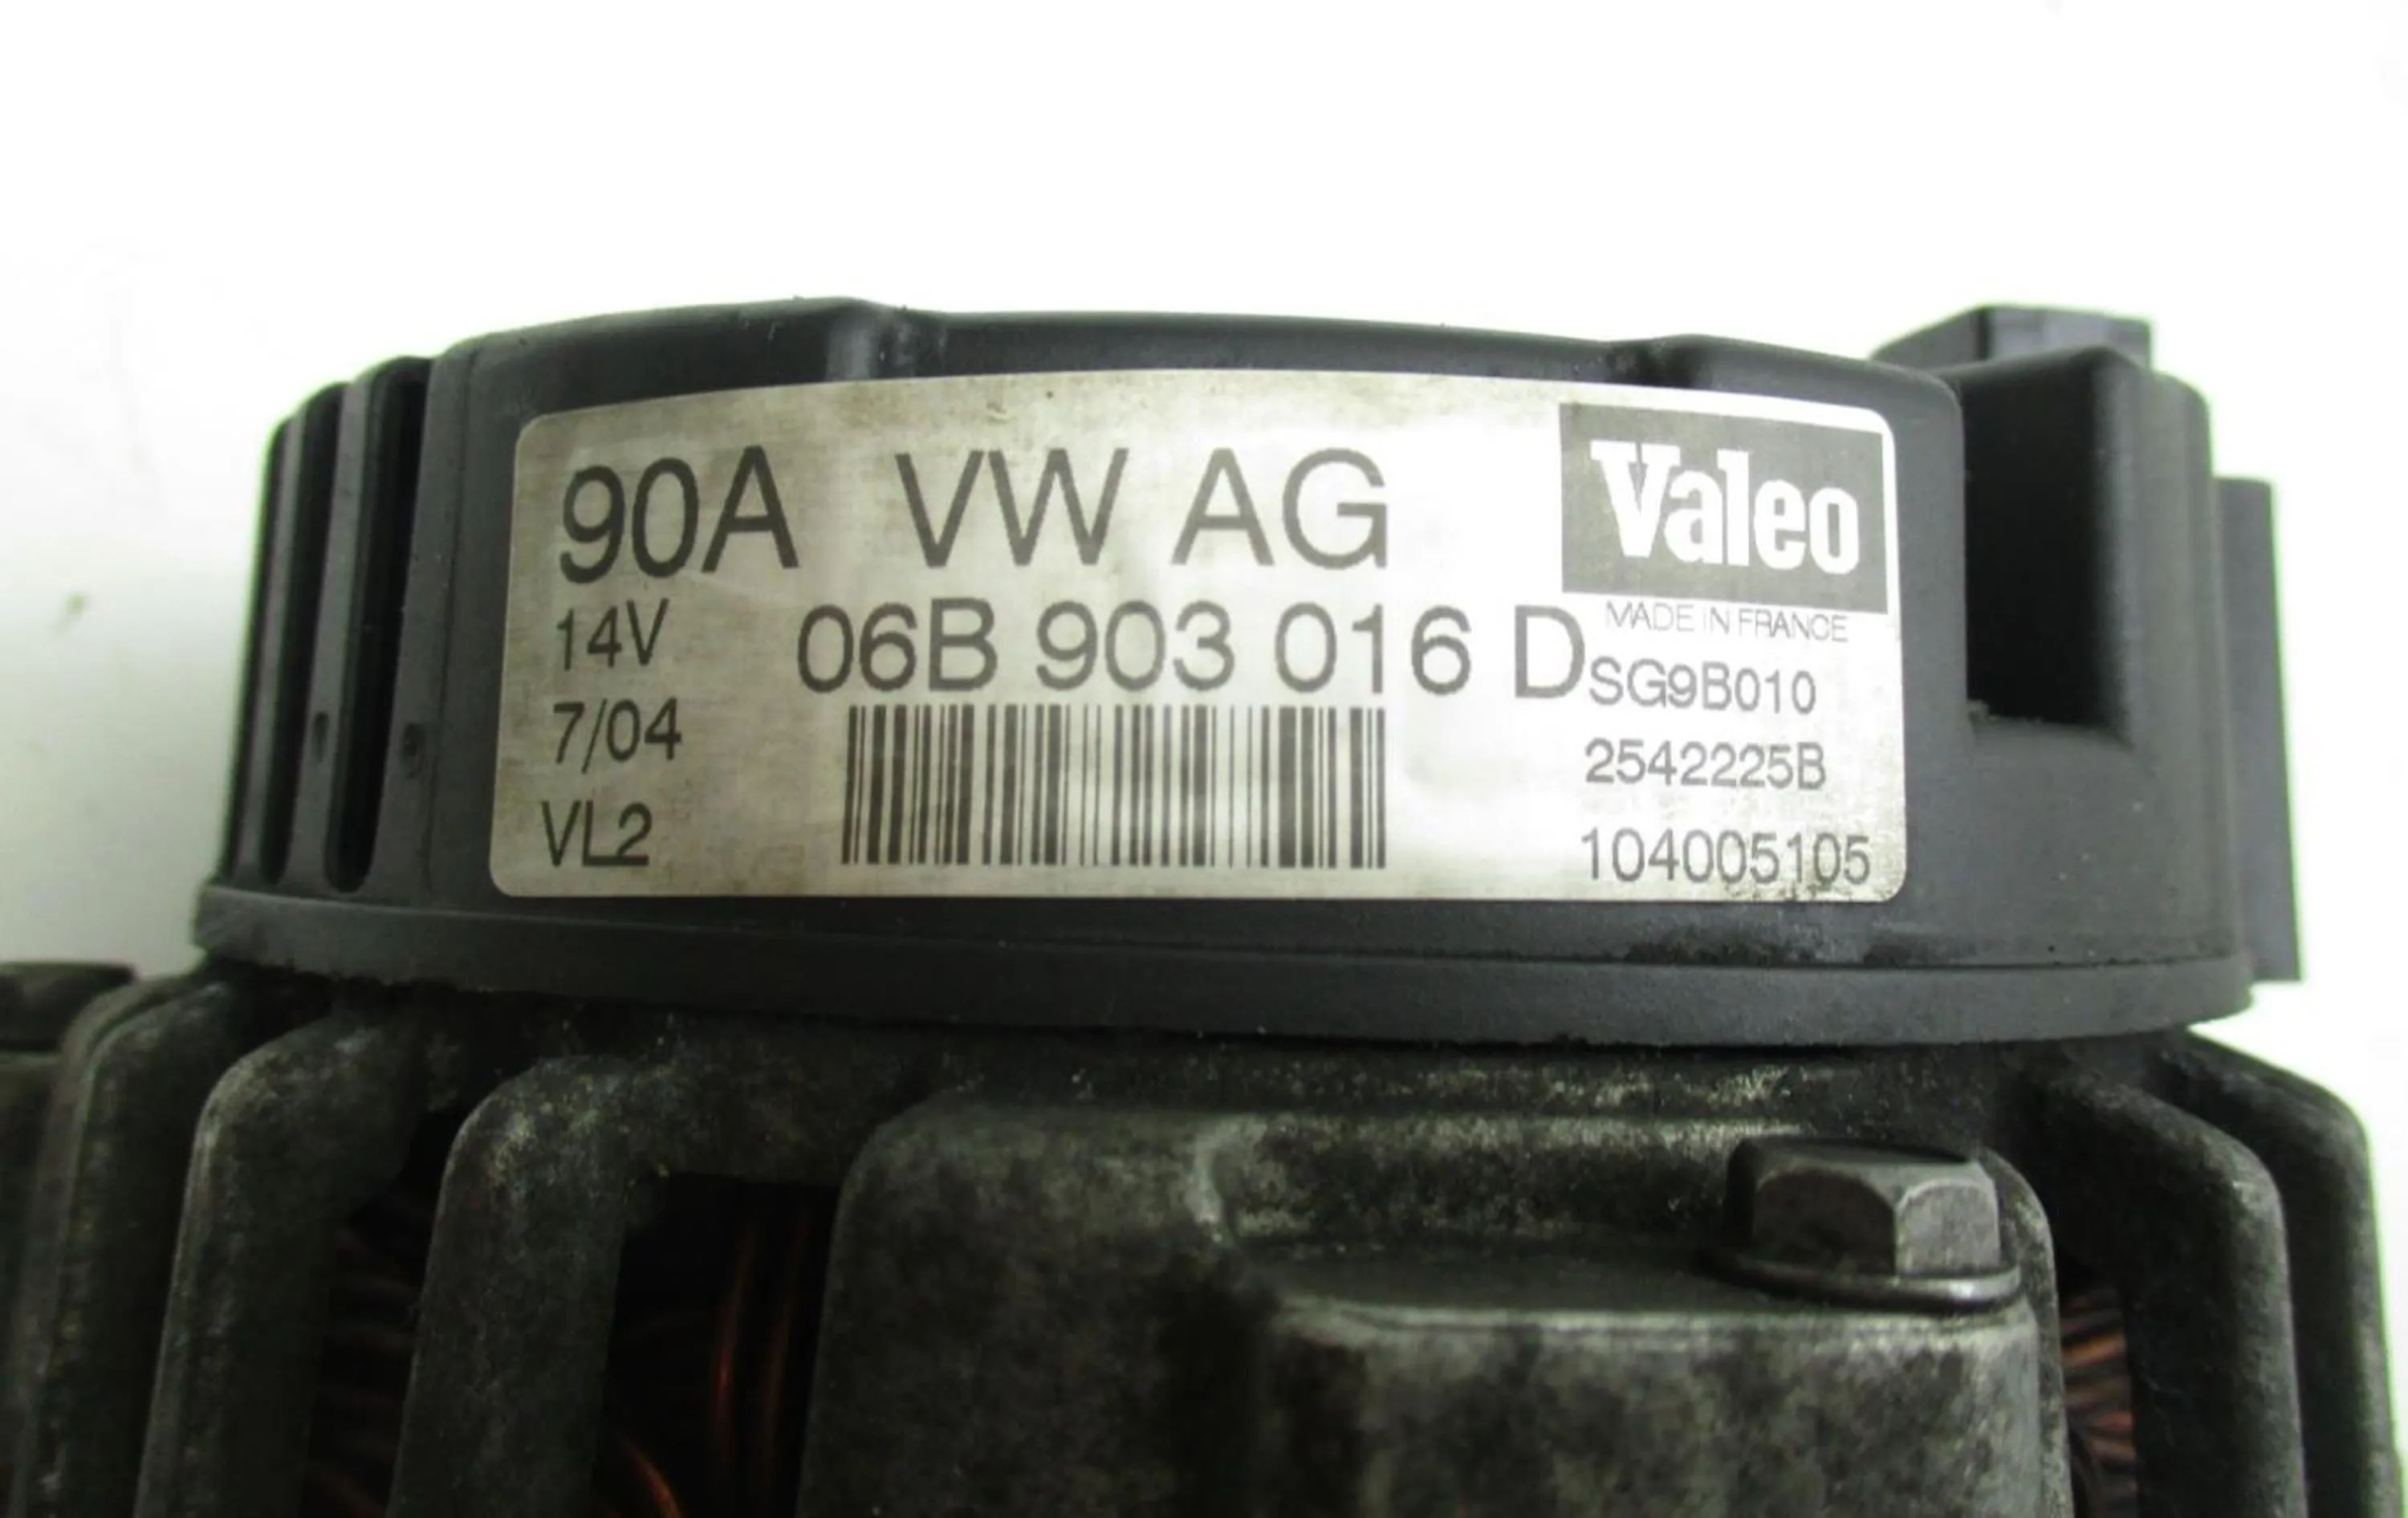 90A VW AG
Valeo
MADE IN FRANCE
14V 06B 903 016 D SG9B010
7/04 2542225B
VL2 104005105